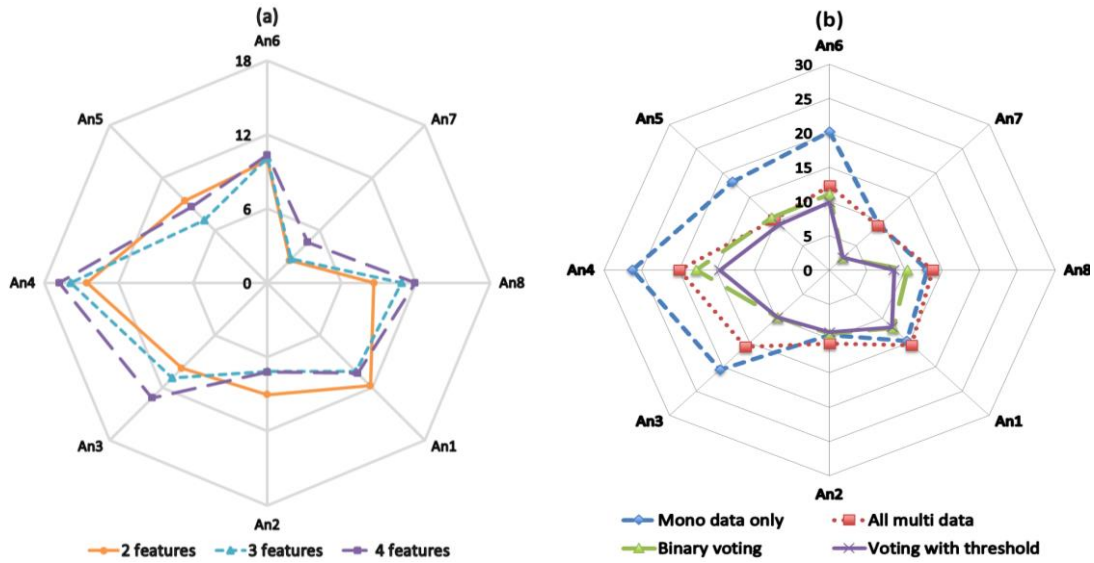 (a)
An6
18
An5
An7
12
6
An4
0
An8
An3
An1
An2
2 features 3 features 4 features
(b)
An6
30
25
An5
An7
20
15
10
5
An4
0
An8
An3
An1
An2
Mono data only All multi data
Binary voting Voting with threshold